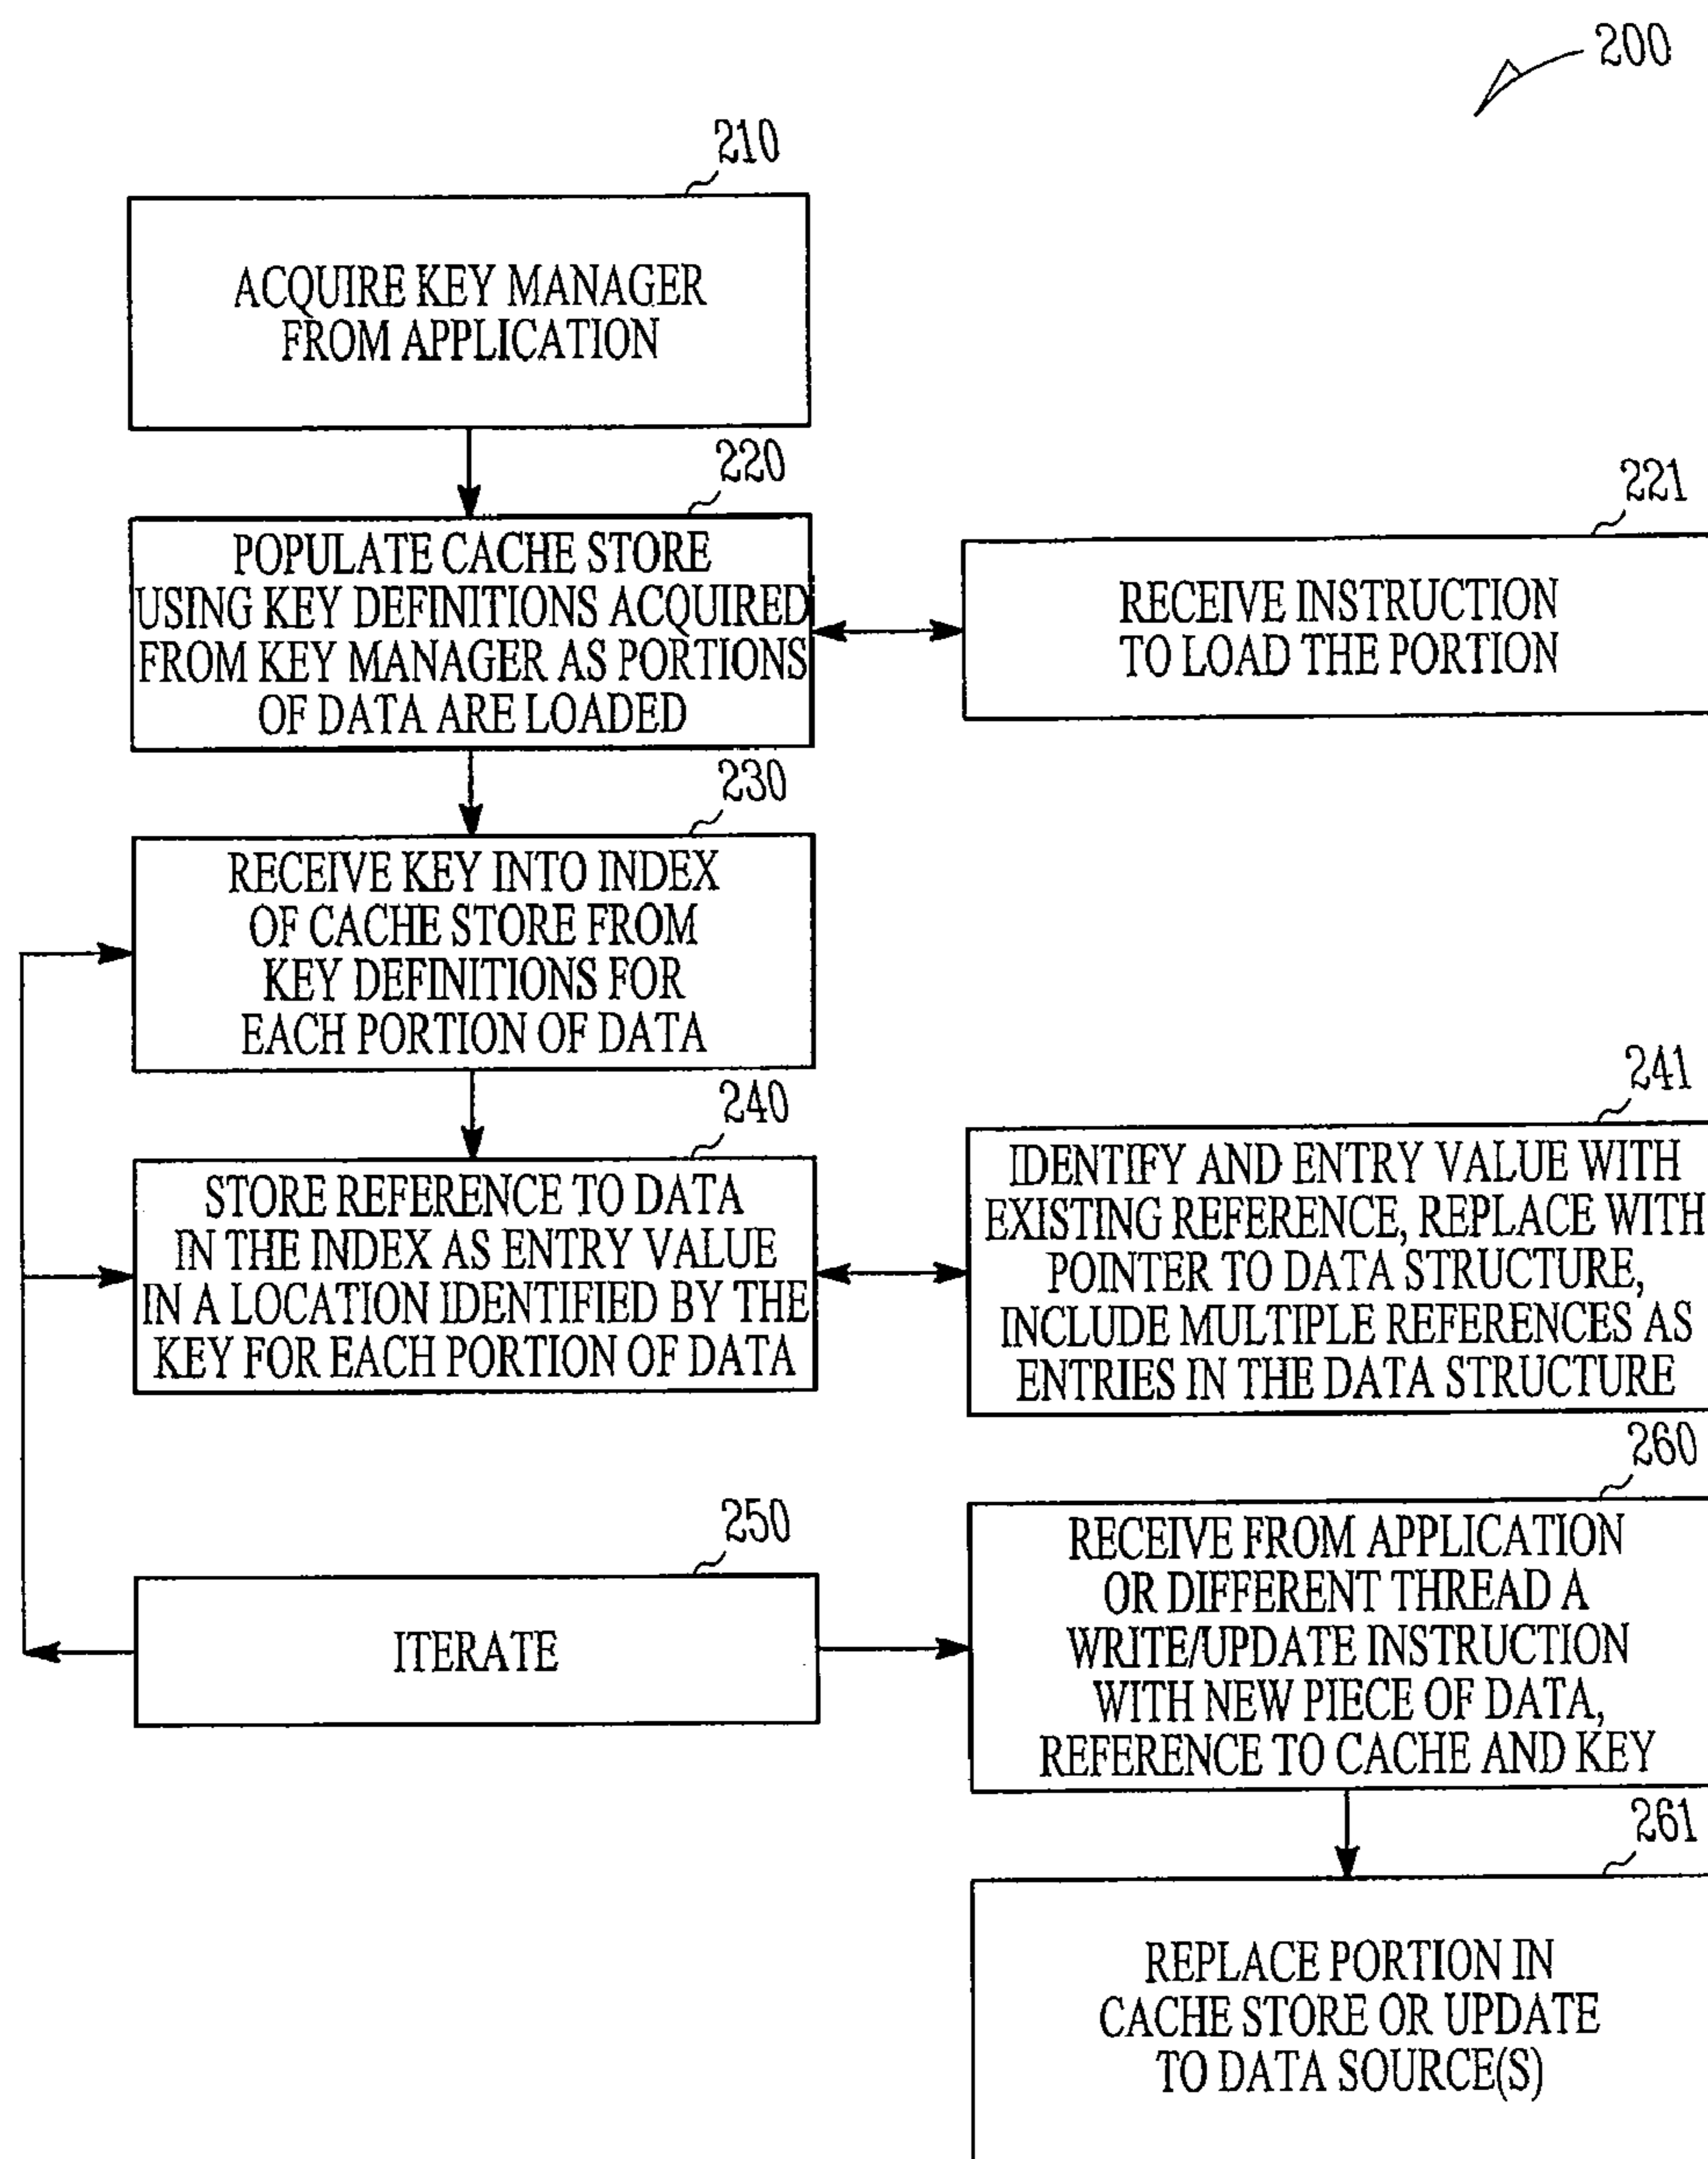 200
210
ACQUIRE KEY MANAGER
FROM APPLICATION
220
POPULATE CACHE STORE
USING KEY DEFINITIONS ACQUIRED
FROM KEY MANAGER AS PORTIONS
OF DATA ARE LOADED
221
RECEIVE INSTRUCTION
TO LOAD THE PORTION
230
RECEIVE KEY INTO INDEX
OF CACHE STORE FROM
KEY DEFINITIONS FOR
EACH PORTION OF DATA
240
STORE REFERENCE TO DATA
IN THE INDEX AS ENTRY VALUE
IN A LOCATION IDENTIFIED BY THE
KEY FOR EACH PORTION OF DATA
241
IDENTIFY AND ENTRY VALUE WITH
EXISTING REFERENCE, REPLACE WITH
POINTER TO DATA STRUCTURE,
INCLUDE MULTIPLE REFERENCES AS
ENTRIES IN THE DATA STRUCTURE
250
ITERATE
260
RECEIVE FROM APPLICATION
OR DIFFERENT THREAD A
WRITE/UPDATE INSTRUCTION
WITH NEW PIECE OF DATA,
REFERENCE TO CACHE AND KEY
261
REPLACE PORTION IN
CACHE STORE OR UPDATE
TO DATA SOURCE(S)